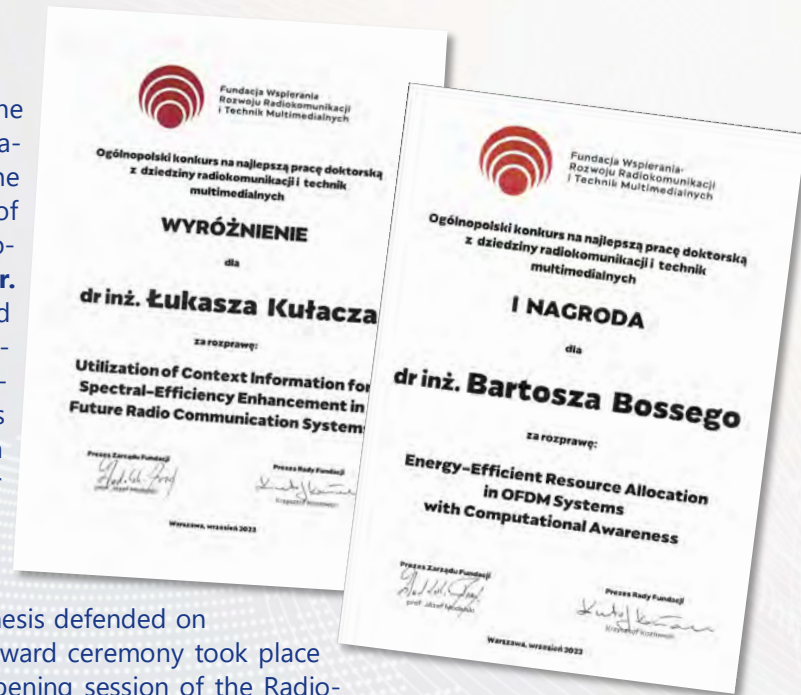 ne
a-
ne
of
o-
r.
d
-
-
s
n
esis defended on
ward ceremony took place
pening session of the Radio-
Fundacja Wspierania
Rozwoju Radiokomunikacji
i Technik Multimedialnych
Ogólnopolski konkurs na najlepszą pracę doktorską
z dziedziny radiokomunikacji i technik
multimedialnych
WYRÓŻNIENIE
dla
dr inż. Łukasza Kułacza
za rozprawę:
Utilization of Context Information for
Spectral-Efficiency Enhancement in
Future Radio Communication System
Prezes Zarządu Fundacji
Prezes Rady Fundacji
Warszawa, wrzesień 2023
Fundacja Wspierania
Rozwoju Radiokomunikacji
i Technik Multimedialnych
Ogólnopolski konkurs na najlepszą pracę doktorską
z dziedziny radiokomunikacji i technik
multimedialnych
I NAGRODA
dla
dr inż. Bartosza Bossego
za rozprawę:
Energy-Efficient Resource Allocation
in OFDM Systems
with Computational Awareness
Prezes Zarządu Fundacji
Prezes Rady Fundacji
Warszawa, wrzesień 2023